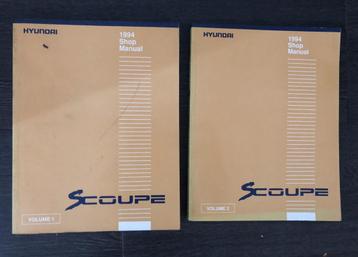 HYUNDAI
1994
Shop
Manual
SCOUPE
VOLUME 1
HYUNDAI
1994
Shop
Manual
SCOUPE
VOLUME 2